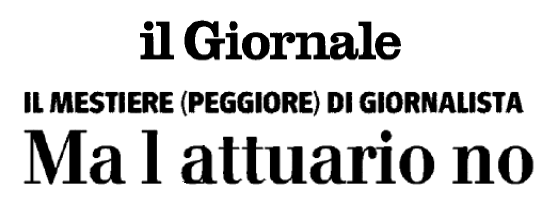 il Giornale
IL MESTIERE (PEGGIORE) DI GIORNALISTA
Ma l attuario no